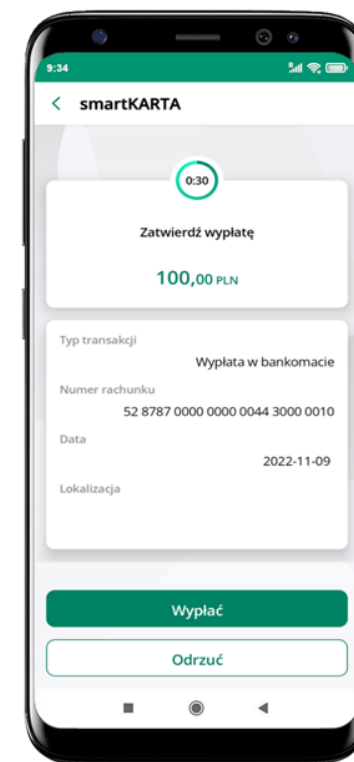 9:34
smartKARTA
0:30
Zatwierdź wypłatę
100,00 PLN
Typ transakcji
Wypłata w bankomacie
Numer rachunku
52 8787 0000 0000 0044 3000 0010
Data
2022-11-09
Lokalizacja
Wypłać
Odrzuć